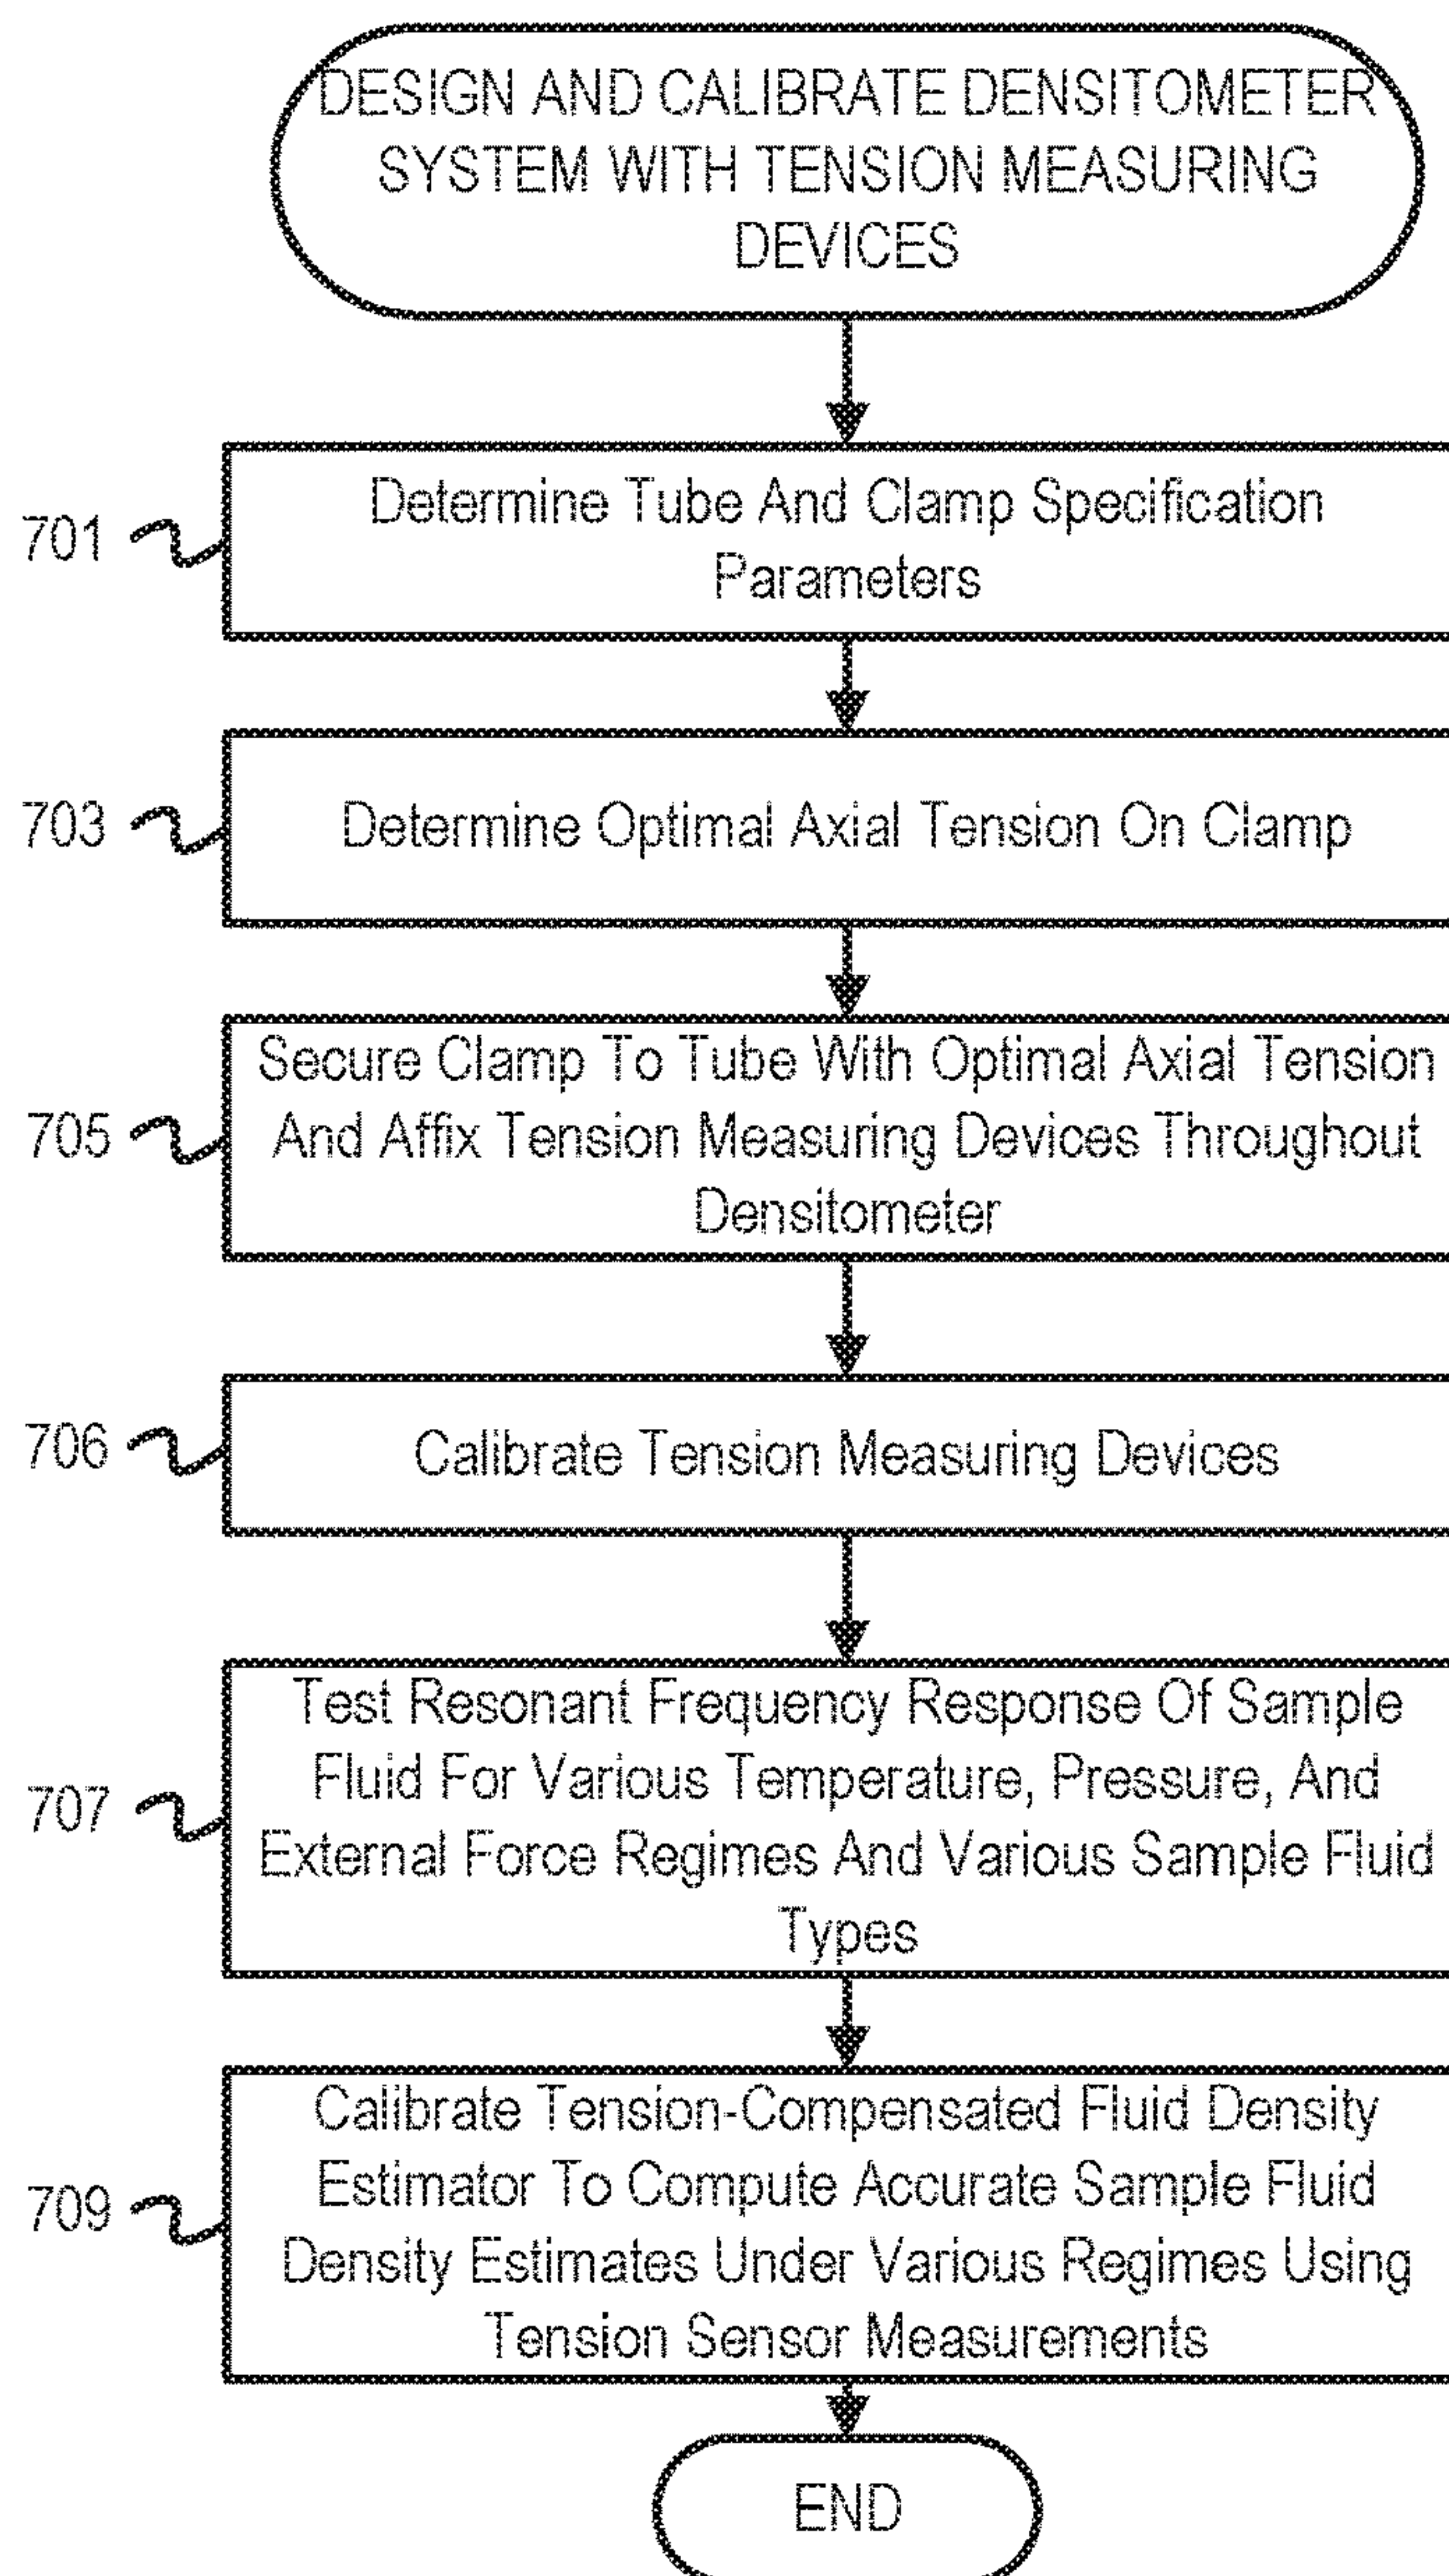 DESIGN AND CALIBRATE DENSITOMETER
SYSTEM WITH TENSION MEASURING
DEVICES
701
Determine Tube And Clamp Specification
Parameters
703
Determine Optimal Axial Tension On Clamp
705
Secure Clamp To Tube With Optimal Axial Tension
And Affix Tension Measuring Devices Throughout
Densitometer
706
Calibrate Tension Measuring Devices
707
Test Resonant Frequency Response Of Sample
Fluid For Various Temperature, Pressure, And
External Force Regimes And Various Sample Fluid
Types
709
Calibrate Tension-Compensated Fluid Density
Estimator To Compute Accurate Sample Fluid
Density Estimates Under Various Regimes Using
Tension Sensor Measurements
END